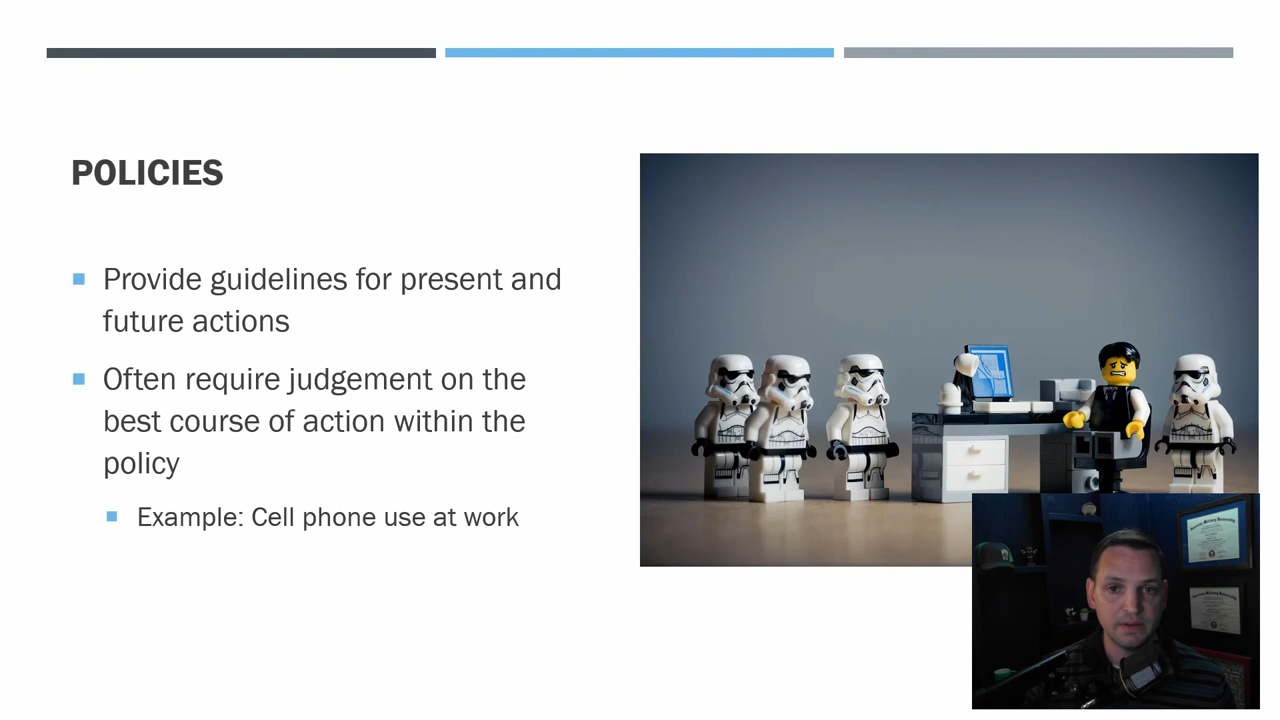 POLICIES
Provide guidelines for present and
future actions
Often require judgement on the
best course of action within the
policy
Example: Cell phone use at work